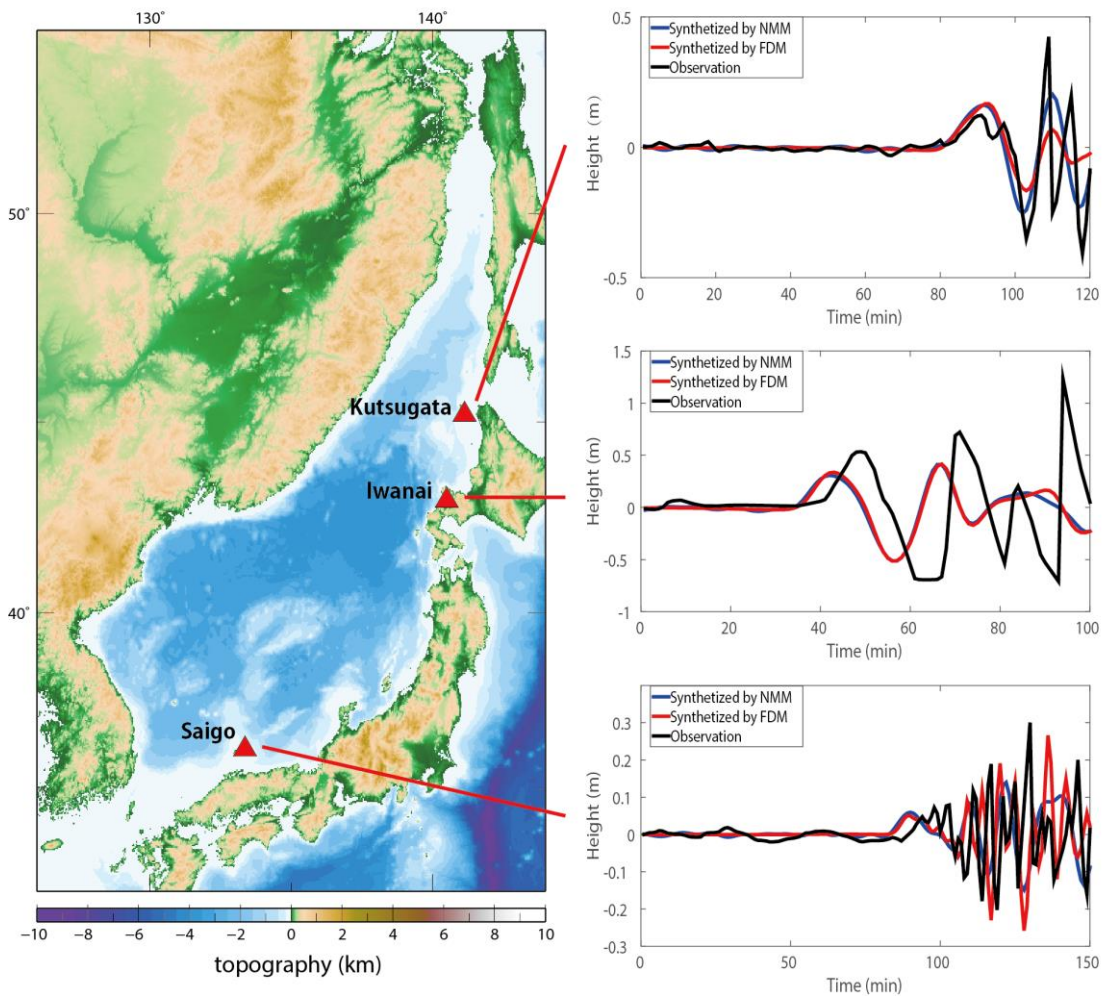 130° 140°
50°
40°
Kutsugata
Iwanai
Saigo
−10 −8 −6 −4 −2 0 2 4 6 8 10
topography (km)
0.5
0
-0.5
Height (m)
Synthetized by NMM
Synthetized by FDM
Observation
0 20 40 60 80 100 120
Time (min)
1.5
1
0.5
0
-0.5
-1
Height (m)
Synthetized by NMM
Synthetized by FDM
Observation
0 20 40 60 80 100
Time (min)
0.3
0.2
0.1
0
-0.1
-0.2
-0.3
Height (m)
Synthetized by NMM
Synthetized by FDM
Observation
0 50 100 150
Time (min)